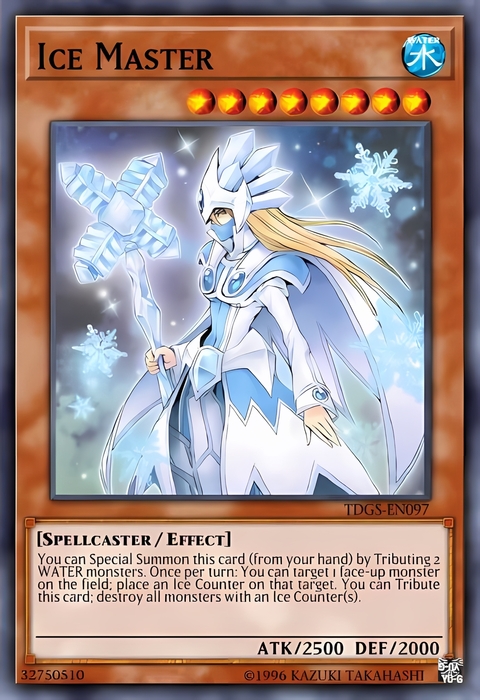 Ice Master
WATER
水
TDGS-EN097
[Spellcaster / Effect]
You can Special Summon this card (from your hand) by Tributing 2
WATER monsters. Once per turn: You can target 1 face-up monster
on the field; place an Ice Counter on that target. You can Tribute
this card; destroy all monsters with an Ice Counter(s).
ATK/2500 DEF/2000
32750510
©1996 KAZUKI TAKAHASHI